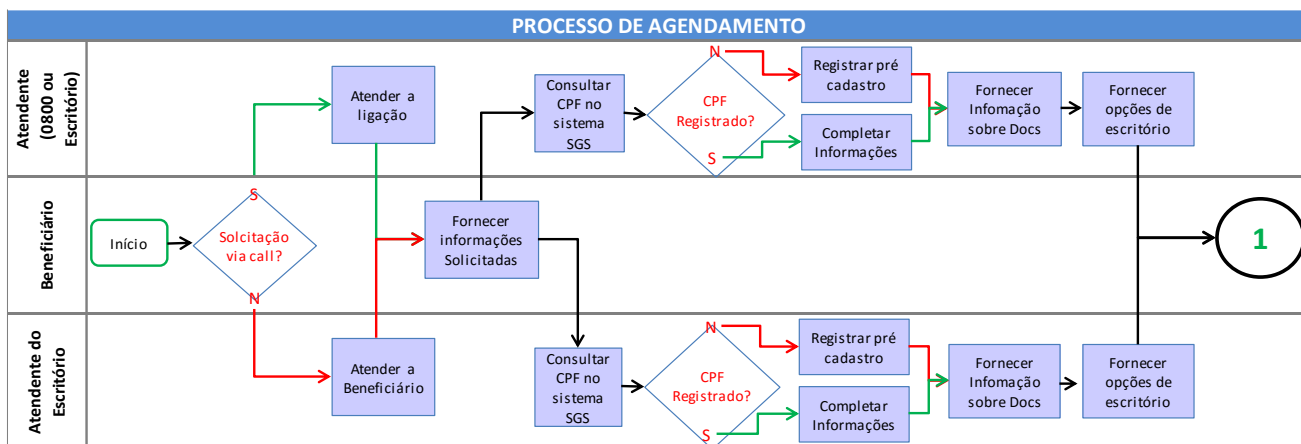 PROCESSO DE AGENDAMENTO
Atendente
(0800 ou
Escritório)
Atender a
ligação
Consultar
CPF no
sistema
SGS
N
CPF
Registrado?
S
Registrar pré
cadastro
Completar
Informações
Fornecer
Infomação
sobre Docs
Fornecer
opções de
escritório
Beneficiário
Início
S
Solcitação
via call?
N
Fornecer
informações
Solicitadas
1
Atendente do
Escritório
Atender a
Beneficiário
Consultar
CPF no
sistema
SGS
N
CPF
Registrado?
S
Registrar pré
cadastro
Completar
Informações
Fornecer
Infomação
sobre Docs
Fornecer
opções de
escritório